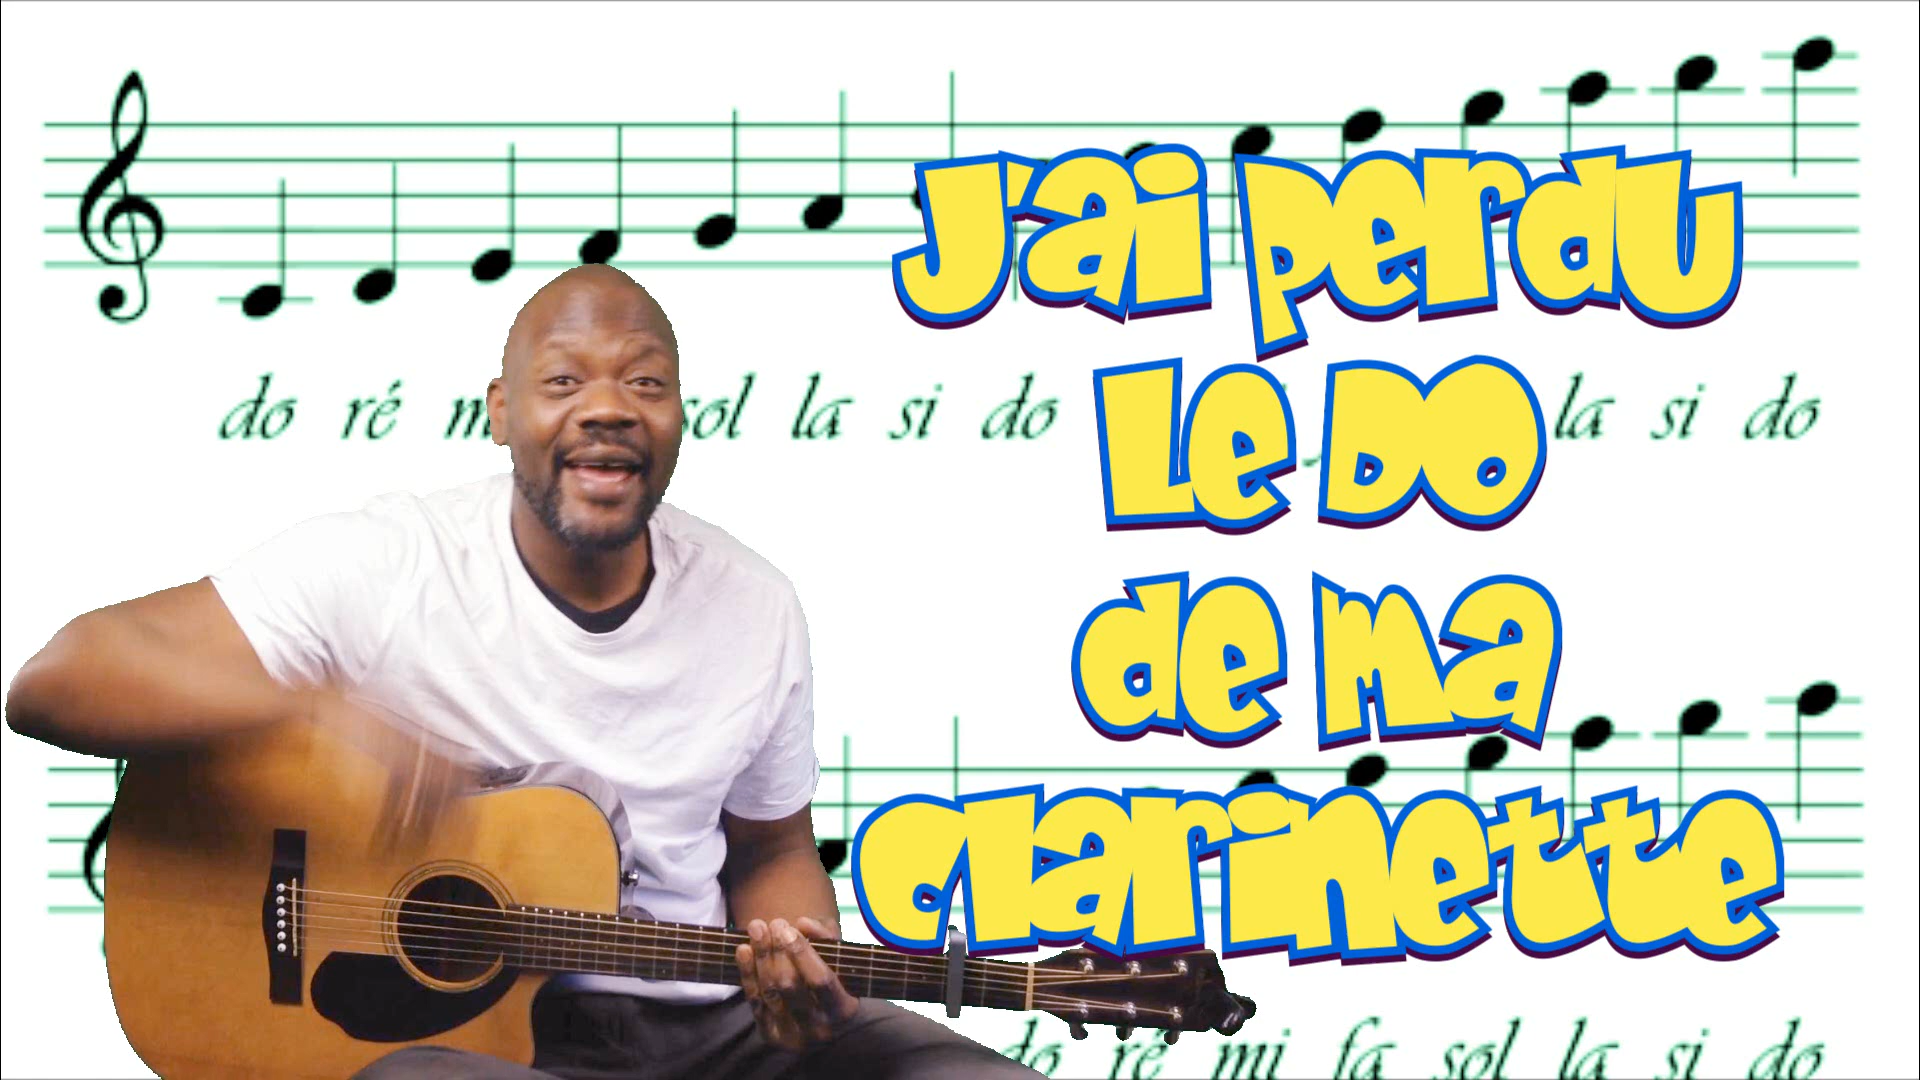 do ré m sol la si do la si do
J'ai perdu
Le DO
de ma
clarinette
do ré mi fa sol la si do